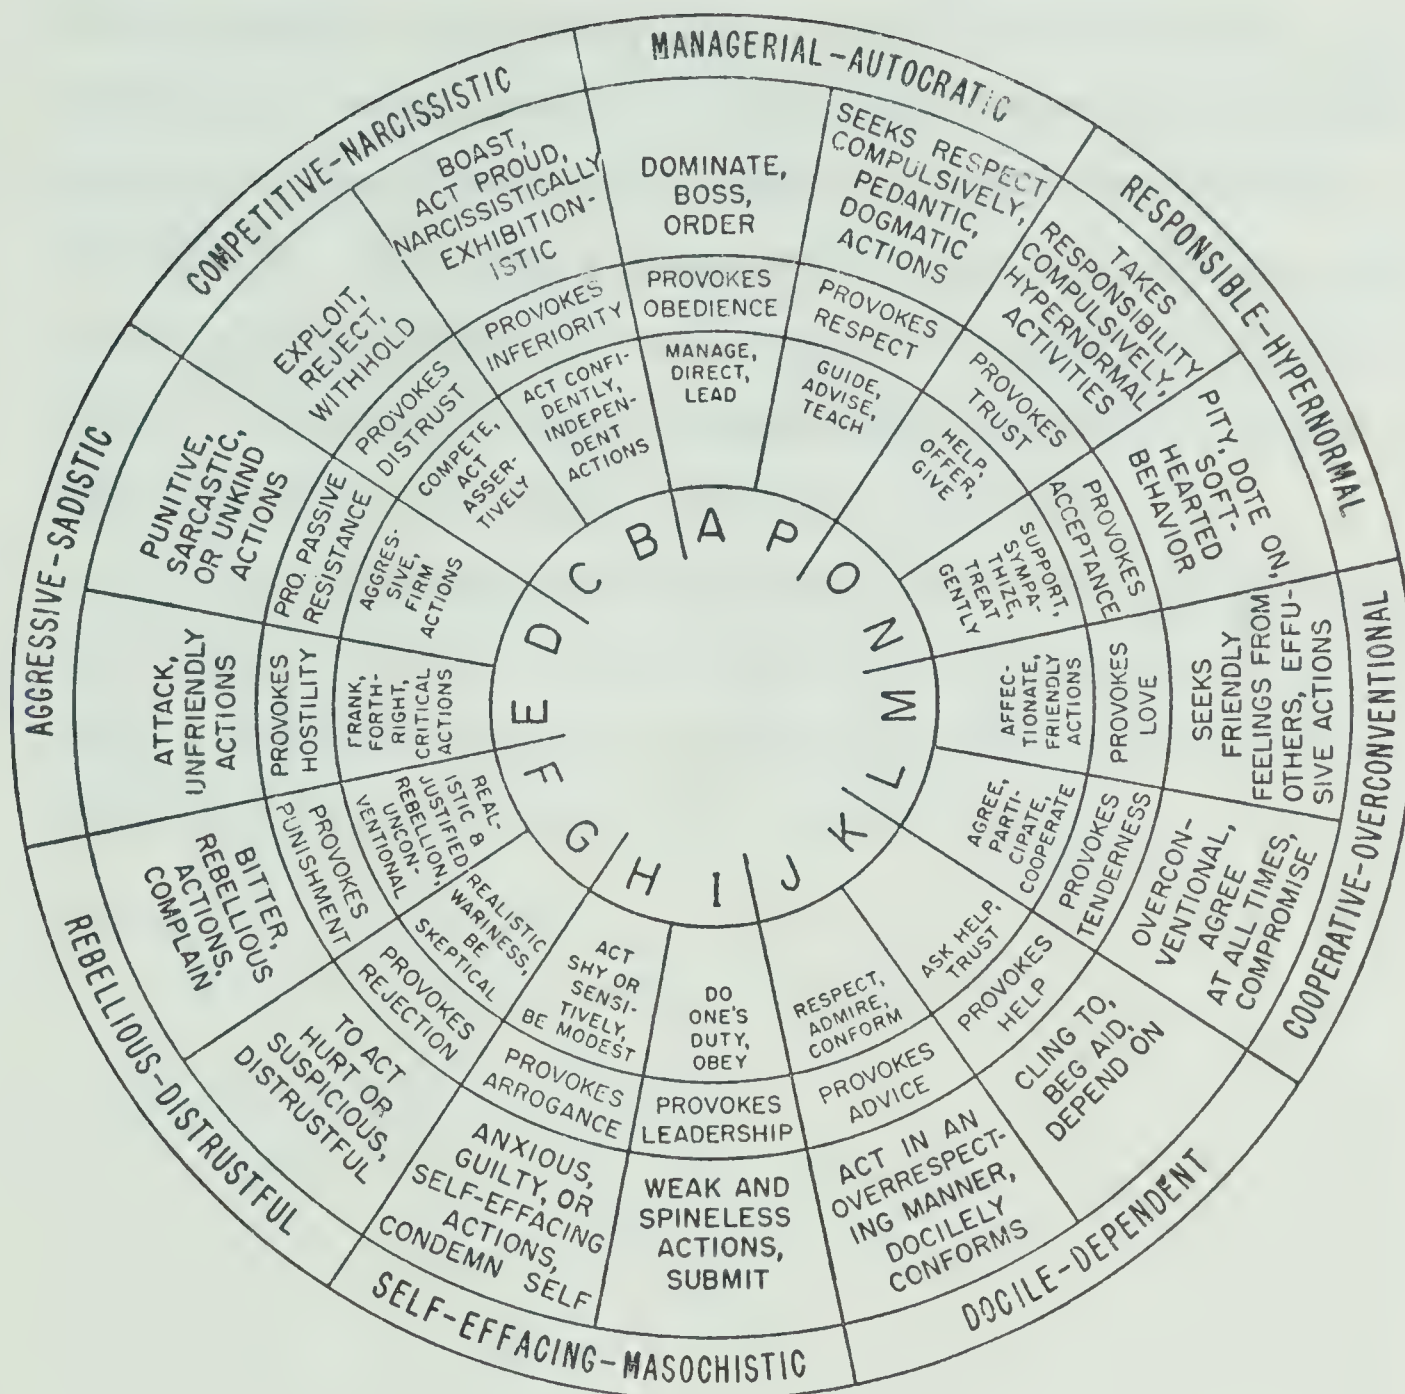 MANAGERIAL-AUTOCRATIC
RESPONSIBLE-HYPERNORMAL
COOPERATIVE-OVERCONVENTIONAL
DOCILE-DEPENDENT
SELF-EFFACING-MASOCHISTIC
REBELLIOUS-DISTRUSTFUL
AGGRESSIVE-SADISTIC
COMPETITIVE-NARCISSISTIC
DOMINATE,
BOSS,
ORDER
PROVOKES
OBEDIENCE
MANAGE,
DIRECT,
LEAD
A
SEEKS RESPECT
COMPULSIVELY,
PEDANTIC,
DOGMATIC
ACTIONS
PROVOKES
RESPECT
GUIDE,
ADVISE,
TEACH
P
TAKES
RESPONSIBILITY
COMPULSIVELY,
HYPERNORMAL
ACTIVITIES
PROVOKES
TRUST
HELP,
OFFER,
GIVE
O
PITY, DOTE ON,
SOFT-
HEARTED
BEHAVIOR
PROVOKES
ACCEPTANCE
SUPPORT,
SYMPA-
THIZE,
TREAT
GENTLY
N
SEEKS
FRIENDLY
FEELINGS FROM
OTHERS, EFFU-
SIVE ACTIONS
PROVOKES
LOVE
AFFEC-
TIONATE,
FRIENDLY
ACTIONS
M
OVERCON-
VENTIONAL,
AGREE
AT ALL TIMES,
COMPROMISE
PROVOKES
TENDERNESS
AGREE,
PARTI-
CIPATE,
COOPERATE
L
CLING TO,
BEG AID,
DEPEND ON
PROVOKES
HELP
ASK HELP,
TRUST
K
ACT IN AN
OVERRESPECT-
ING MANNER,
DOCILELY
CONFORMS
PROVOKES
ADVICE
RESPECT,
ADMIRE,
CONFORM
J
WEAK AND
SPINELESS
ACTIONS,
SUBMIT
PROVOKES
LEADERSHIP
DO
ONE'S
DUTY,
OBEY
I
ANXIOUS,
GUILTY, OR
SELF-EFFACING
ACTIONS,
CONDEMN SELF
PROVOKES
ARROGANCE
ACT
SHY OR
SENSI-
TIVELY,
BE MODEST
H
TO ACT
HURT OR
SUSPICIOUS,
DISTRUSTFUL
PROVOKES
REJECTION
REALISTIC
WARINESS,
BE
SKEPTICAL
G
BITTER,
REBELLIOUS
ACTIONS,
COMPLAIN
PROVOKES
PUNISHMENT
REAL-
ISTIC &
JUSTIFIED
REBELLION,
UNCON-
VENTIONAL
F
ATTACK,
UNFRIENDLY
ACTIONS
PROVOKES
HOSTILITY
FRANK,
FORTH-
RIGHT,
CRITICAL
ACTIONS
E
PUNITIVE,
SARCASTIC,
OR UNKIND
ACTIONS
PRO. PASSIVE
RESISTANCE
AGGRES-
SIVE,
FIRM
ACTIONS
D
EXPLOIT,
REJECT,
WITHHOLD
PROVOKES
DISTRUST
COMPETE,
ACT
ASSER-
TIVELY
C
BOAST,
ACT PROUD,
NARCISSISTICALLY
EXHIBITION-
ISTIC
PROVOKES
INFERIORITY
ACT CONFI-
DENTLY,
INDEPEN-
DENT
ACTIONS
B